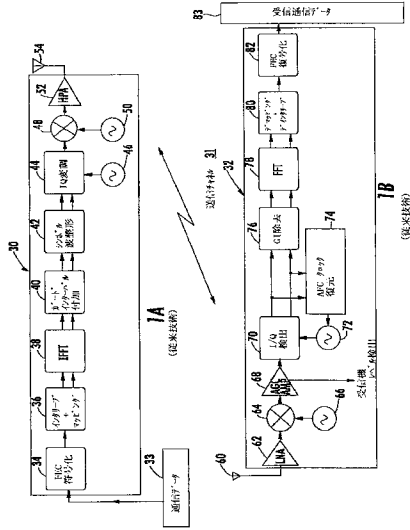 30
33
通信データ
34
FEC
符号化
36
インタリーブ
+
マッピング
38
IFFT
40
ガード
インターバル
付加
42
シンボル
波整形
44
IQ変調
46
48
50
52
HPA
54
1A
(従来技術)
送信チャネル 31
32
60
62
LNA
64
66
68
AGC
AMP
受信機
レベル検出
70
I/Q
検出
72
74
AFC クロック
復元
76
GI除去
78
FFT
80
デマッピング
+
デインタリーブ
82
FEC
復号化
83
受信通信データ
1B
(従来技術)